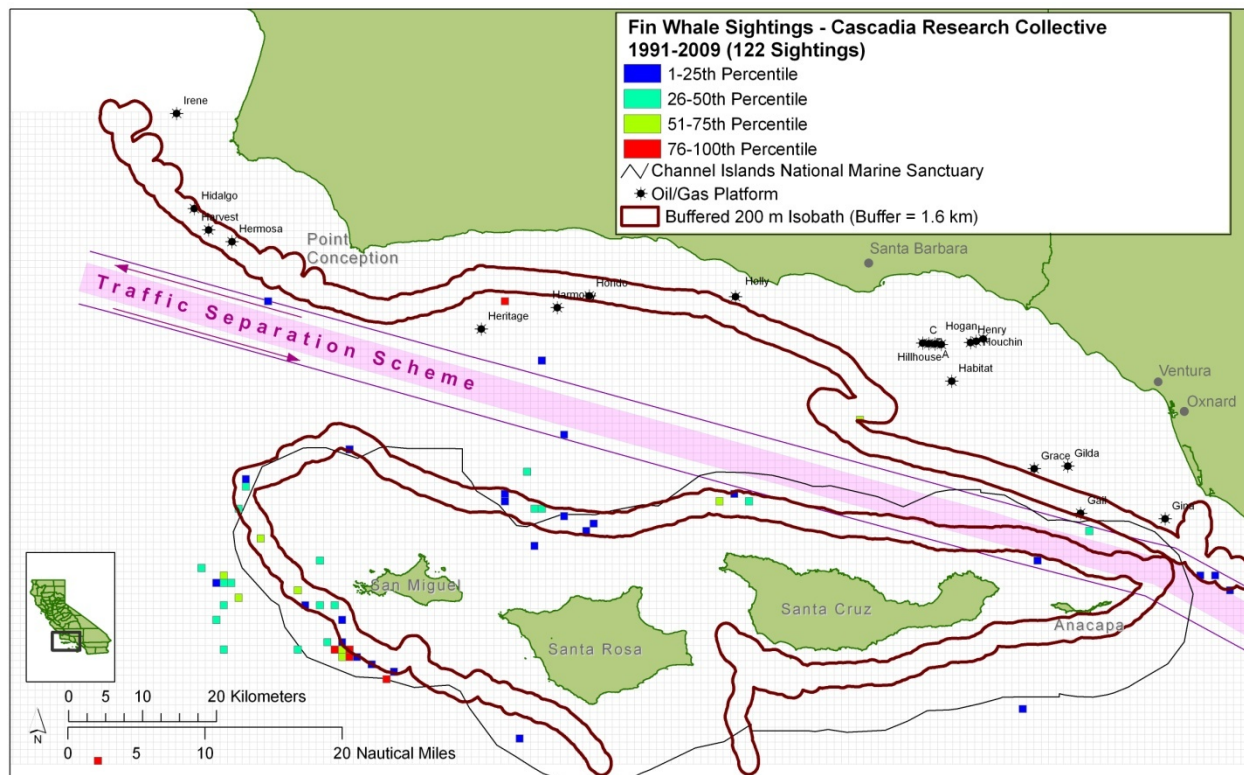 Fin Whale Sightings - Cascadia Research Collective
1991-2009 (122 Sightings)
1-25th Percentile
26-50th Percentile
51-75th Percentile
76-100th Percentile
Channel Islands National Marine Sanctuary
Oil/Gas Platform
Buffered 200 m Isobath (Buffer = 1.6 km)
Irene
Hidalgo
Harvest
Hermosa
Point
Conception
Santa Barbara
Hondo
Holly
Harmony
Heritage
Traffic Separation Scheme
C
Hogan
Henry
Houchin
Hillhouse
A
Habitat
Ventura
Oxnard
Grace
Gilda
Gail
Gina
San Miguel
Santa Rosa
Santa Cruz
Anacapa
0 5 10 20 Kilometers
0 5 10 20 Nautical Miles
N